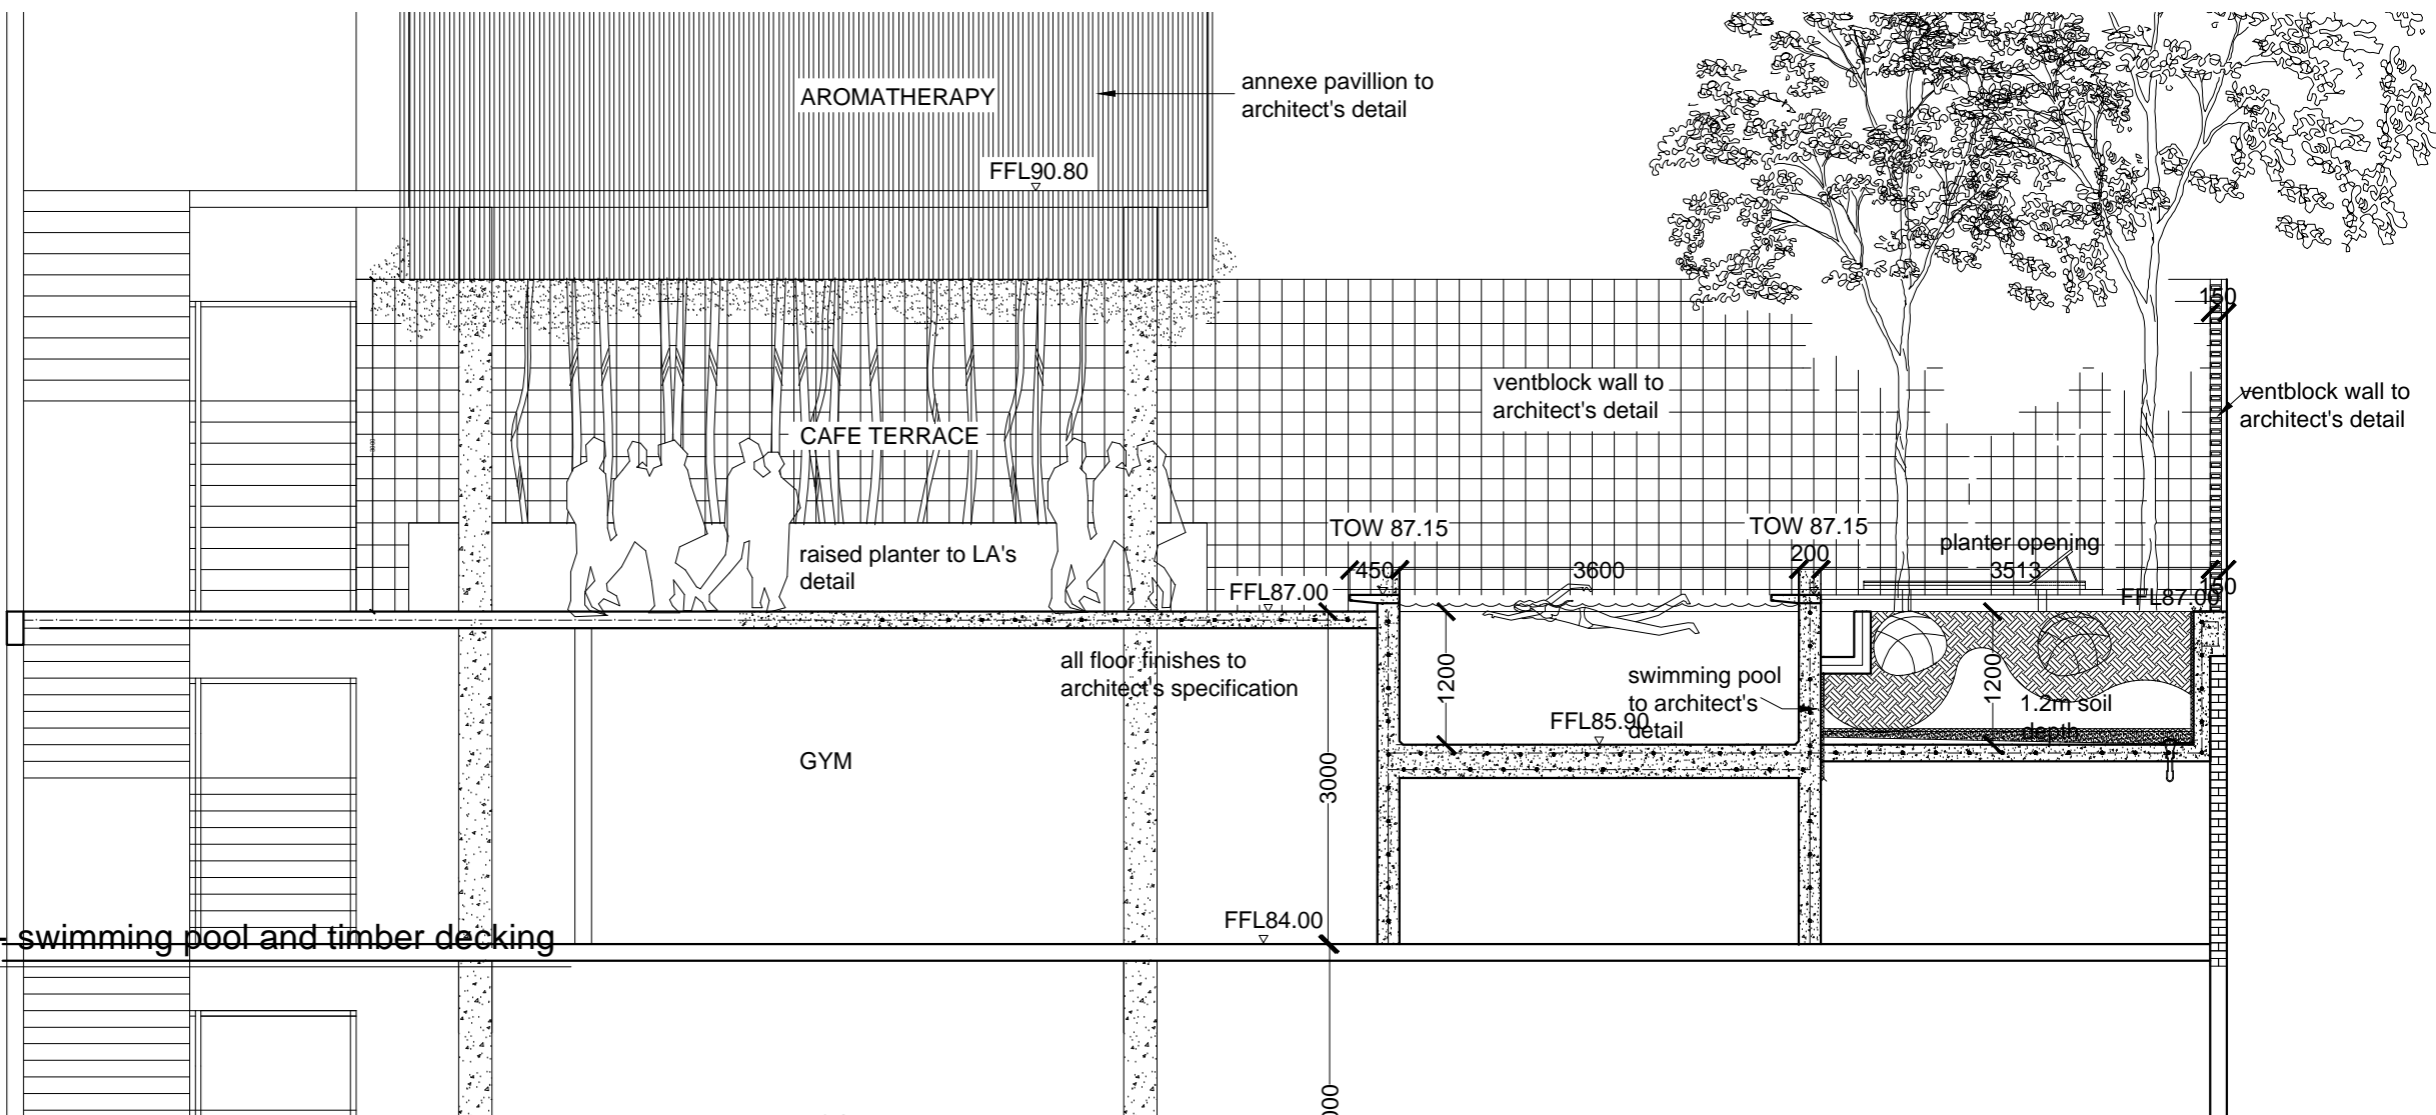 AROMATHERAPY
annexe pavillion to
architect's detail
FFL90.80
150
ventblock wall to
architect's detail
ventblock wall to
architect's detail
CAFE TERRACE
3000
TOW 87.15
TOW 87.15
raised planter to LA's
detail
planter opening
450
3600
200
3513
150
FFL87.00
FFL87.00
all floor finishes to
architect's specification
1200
swimming pool
to architect's
detail
1200
1.2m soil
depth
FFL85.90
GYM
3000
FFL84.00
- swimming pool and timber decking